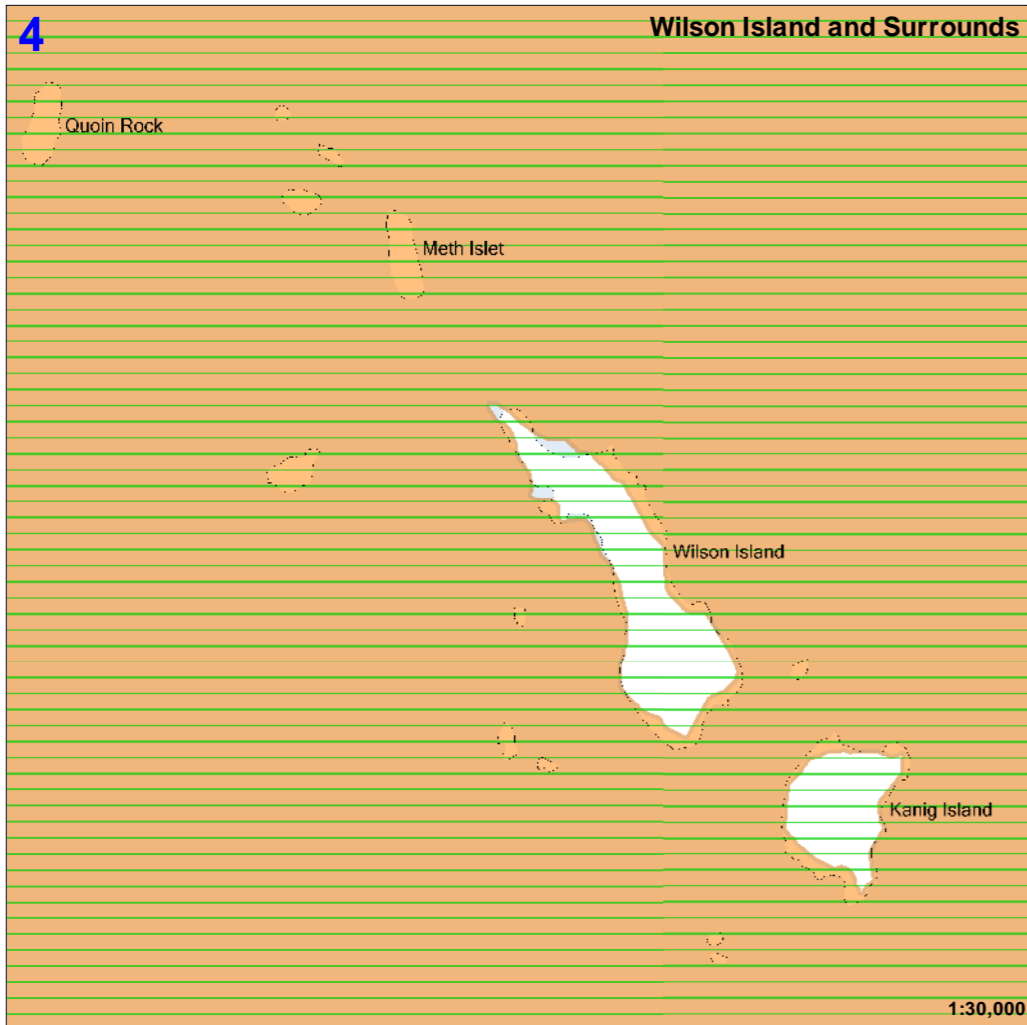 4
Wilson Island and Surrounds
Quoin Rock
Meth Islet
Wilson Island
Kanig Island
1:30,000